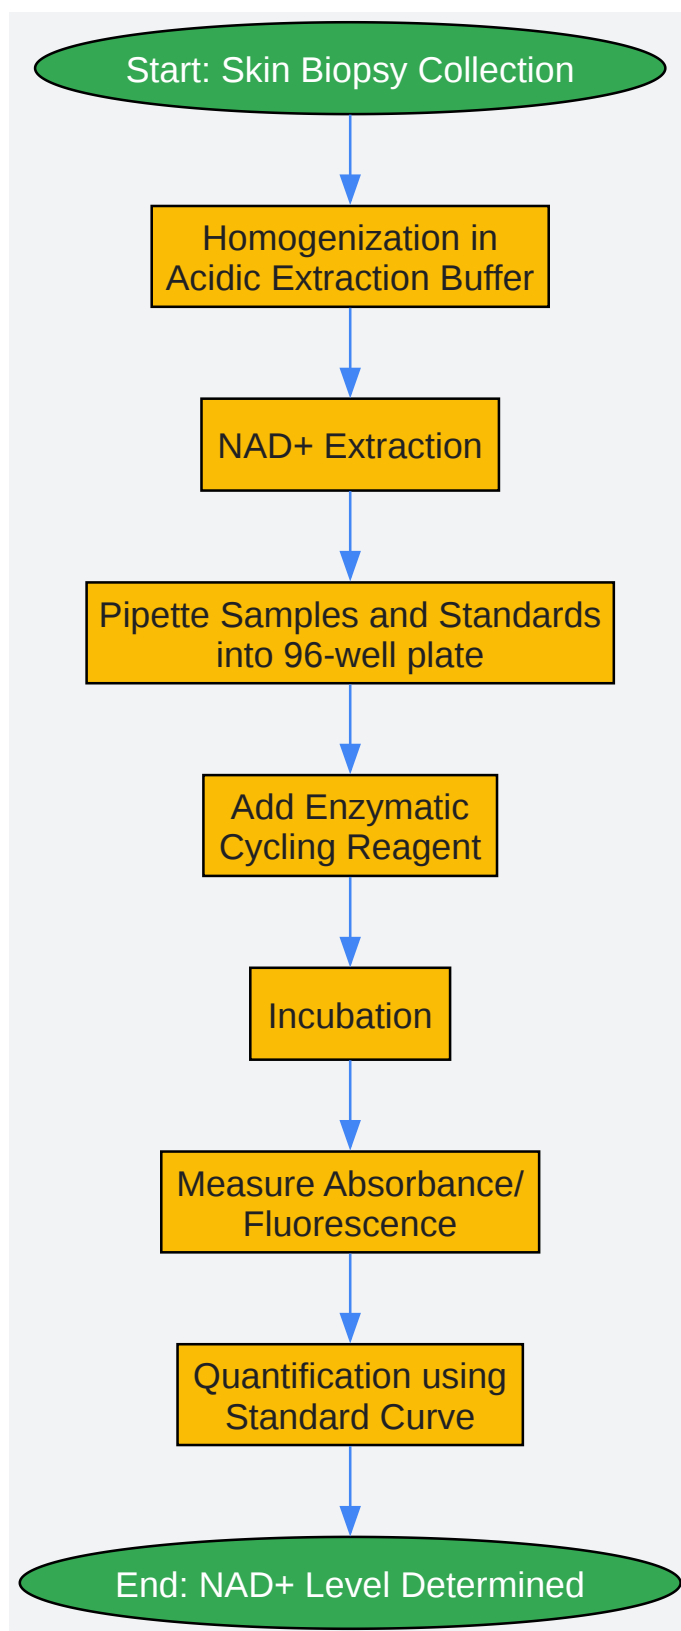 Start: Skin Biopsy Collection
Homogenization in
Acidic Extraction Buffer
NAD+ Extraction
Pipette Samples and Standards
into 96-well plate
Add Enzymatic
Cycling Reagent
Incubation
Measure Absorbance/
Fluorescence
Quantification using
Standard Curve
End: NAD+ Level Determined